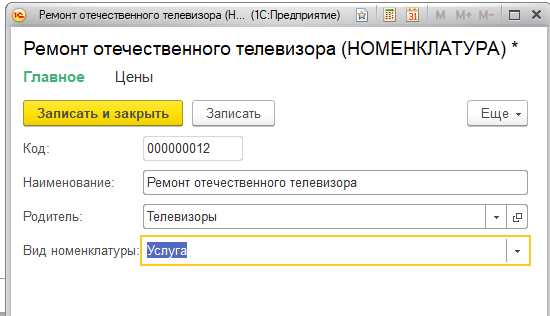 Ремонт отечественного телевизора (Н... (1С:Предприятие) M M+ M-
Ремонт отечественного телевизора (НОМЕНКЛАТУРА) *
Главное Цены
Записать и закрыть Записать Еще
Код: 000000012
Наименование: Ремонт отечественного телевизора
Родитель: Телевизоры
Вид номенклатуры: Услуга